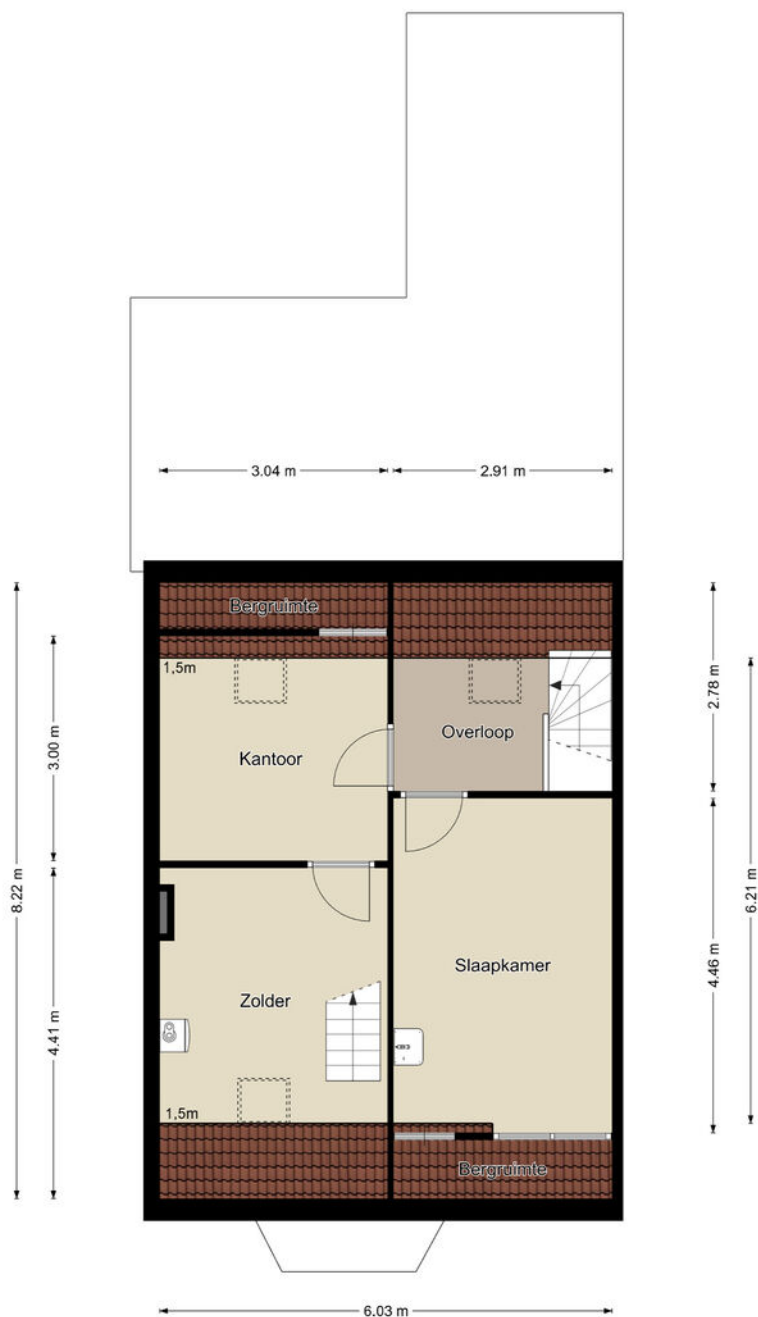 3.04 m
2.91 m
Bergruimte
1,5m
Kantoor
Overloop
2.78 m
3.00 m
8.22 m
6.21 m
Slaapkamer
4.46 m
Zolder
4.41 m
1,5m
Bergruimte
6.03 m